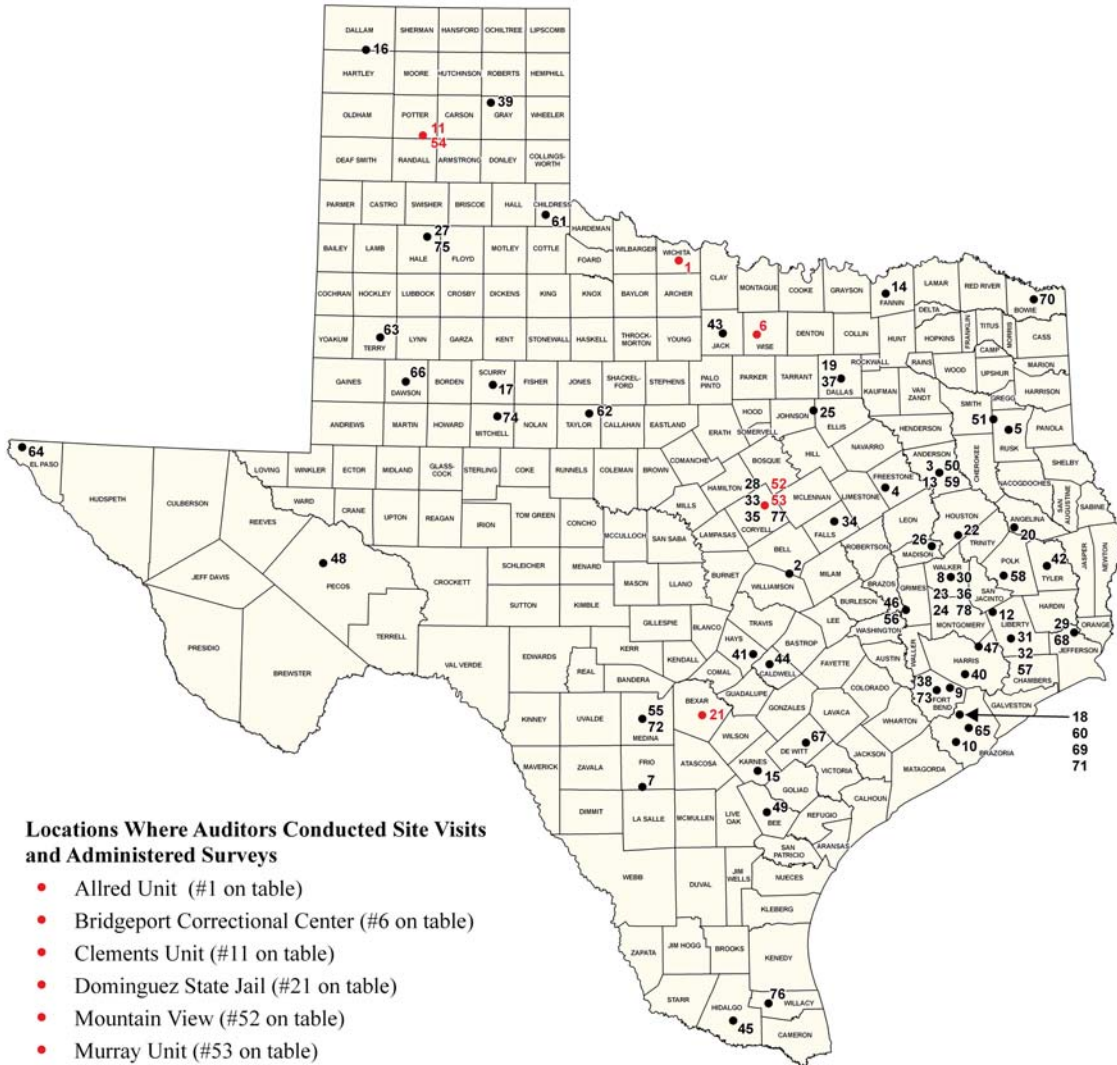 DALLAM SHERMAN HANSFORD OCHILTREE LIPSCOMB
16
HARTLEY MOORE HUTCHINSON ROBERTS HEMPHILL
39
OLDHAM POTTER CARSON GRAY WHEELER
11
54
DEAF SMITH RANDALL ARMSTRONG DONLEY COLLINGS-
WORTH
PARMER CASTRO SWISHER BRISCOE HALL CHILDRESS
61
27
75
HARDEMAN
BAILEY LAMB HALE FLOYD MOTLEY COTTLE FOARD WILBARGER WICHITA
1
CLAY MONTAGUE COOKE GRAYSON FANNIN LAMAR RED RIVER BOWIE
14
70
DELTA
COCHRAN HOCKLEY LUBBOCK CROSBY DICKENS KING KNOX BAYLOR ARCHER
43
6
63
YOAKUM TERRY LYNN GARZA KENT STONEWALL HASKELL THROCK-
MORTON
YOUNG JACK WISE DENTON COLLIN HUNT HOPKINS FRANKLIN TITUS MORRIS CASS
CAMP
ROCKWALL RAINS WOOD UPSHUR MARION
19
37
66
17
GAINES DAWSON BORDEN SCURRY FISHER JONES SHACKEL-
FORD
STEPHENS PALO
PINTO
PARKER TARRANT DALLAS KAUFMAN VAN
ZANDT
SMITH GREGG HARRISON
74
62
25
51
5
ANDREWS MARTIN HOWARD MITCHELL NOLAN TAYLOR CALLAHAN EASTLAND ERATH HOOD SOMERVELL JOHNSON ELLIS HENDERSON RUSK PANOLA
64
EL PASO HUDSPETH CULBERSON LOVING WINKLER ECTOR MIDLAND GLASS-
COCK
STERLING COKE RUNNELS COLEMAN BROWN COMANCHE BOSQUE HILL NAVARRO ANDERSON CHEROKEE SHELBY
3 50
13 59
28 52
33 53
35 77
HAMILTON MCLENNAN LIMESTONE FREESTONE
4
NACOGDOCHES SAN
AUGUSTINE
SABINE
REEVES WARD CRANE UPTON REAGAN IRION TOM GREEN CONCHO MCCULLOCH SAN SABA MILLS LAMPASAS CORYELL FALLS
34
LEON HOUSTON
22
ANGELINA
20
26
MADISON TRINITY
JEFF DAVIS PECOS
48
CROCKETT SCHLEICHER MENARD MASON LLANO BURNET BELL
2
WILLIAMSON MILAM ROBERTSON BRAZOS GRIMES WALKER
8 30
23 36
24 78
POLK
58
TYLER
42
JASPER NEWTON
SAN
JACINTO
PRESIDIO BREWSTER TERRELL SUTTON KIMBLE GILLESPIE BLANCO TRAVIS LEE BURLESON
46
56
WASHINGTON MONTGOMERY
12
LIBERTY
31
32
57
HARDIN ORANGE
29
68
JEFFERSON
VAL VERDE EDWARDS KERR KENDALL HAYS
41
BASTROP
44
CALDWELL FAYETTE AUSTIN WALLER HARRIS
47
40
CHAMBERS
REAL BANDERA COMAL GUADALUPE COLORADO
38
73
9
FORT
BEND
GALVESTON
KINNEY UVALDE MEDINA
55
72
BEXAR
21
WILSON GONZALES LAVACA WHARTON
18
60
69
71
65
10
BRAZORIA
67
DE WITT JACKSON MATAGORDA
MAVERICK ZAVALA FRIO
7
ATASCOSA KARNES
15
GOLIAD VICTORIA CALHOUN
DIMMIT LA SALLE MCMULLEN LIVE
OAK
49
BEE REFUGIO ARANSAS
SAN
PATRICIO
WEBB DUVAL JIM
WELLS
NUECES
KLEBERG
ZAPATA JIM HOGG BROOKS KENEDY
STARR HIDALGO
45
76
WILLACY
CAMERON
Locations Where Auditors Conducted Site Visits
and Administered Surveys
Allred Unit (#1 on table)
Bridgeport Correctional Center (#6 on table)
Clements Unit (#11 on table)
Dominguez State Jail (#21 on table)
Mountain View (#52 on table)
Murray Unit (#53 on table)